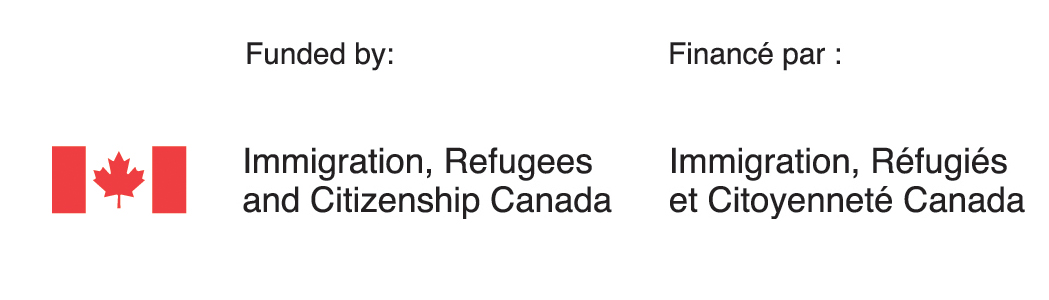 Funded by:
Immigration, Refugees
and Citizenship Canada
Financé par :
Immigration, Réfugiés
et Citoyenneté Canada